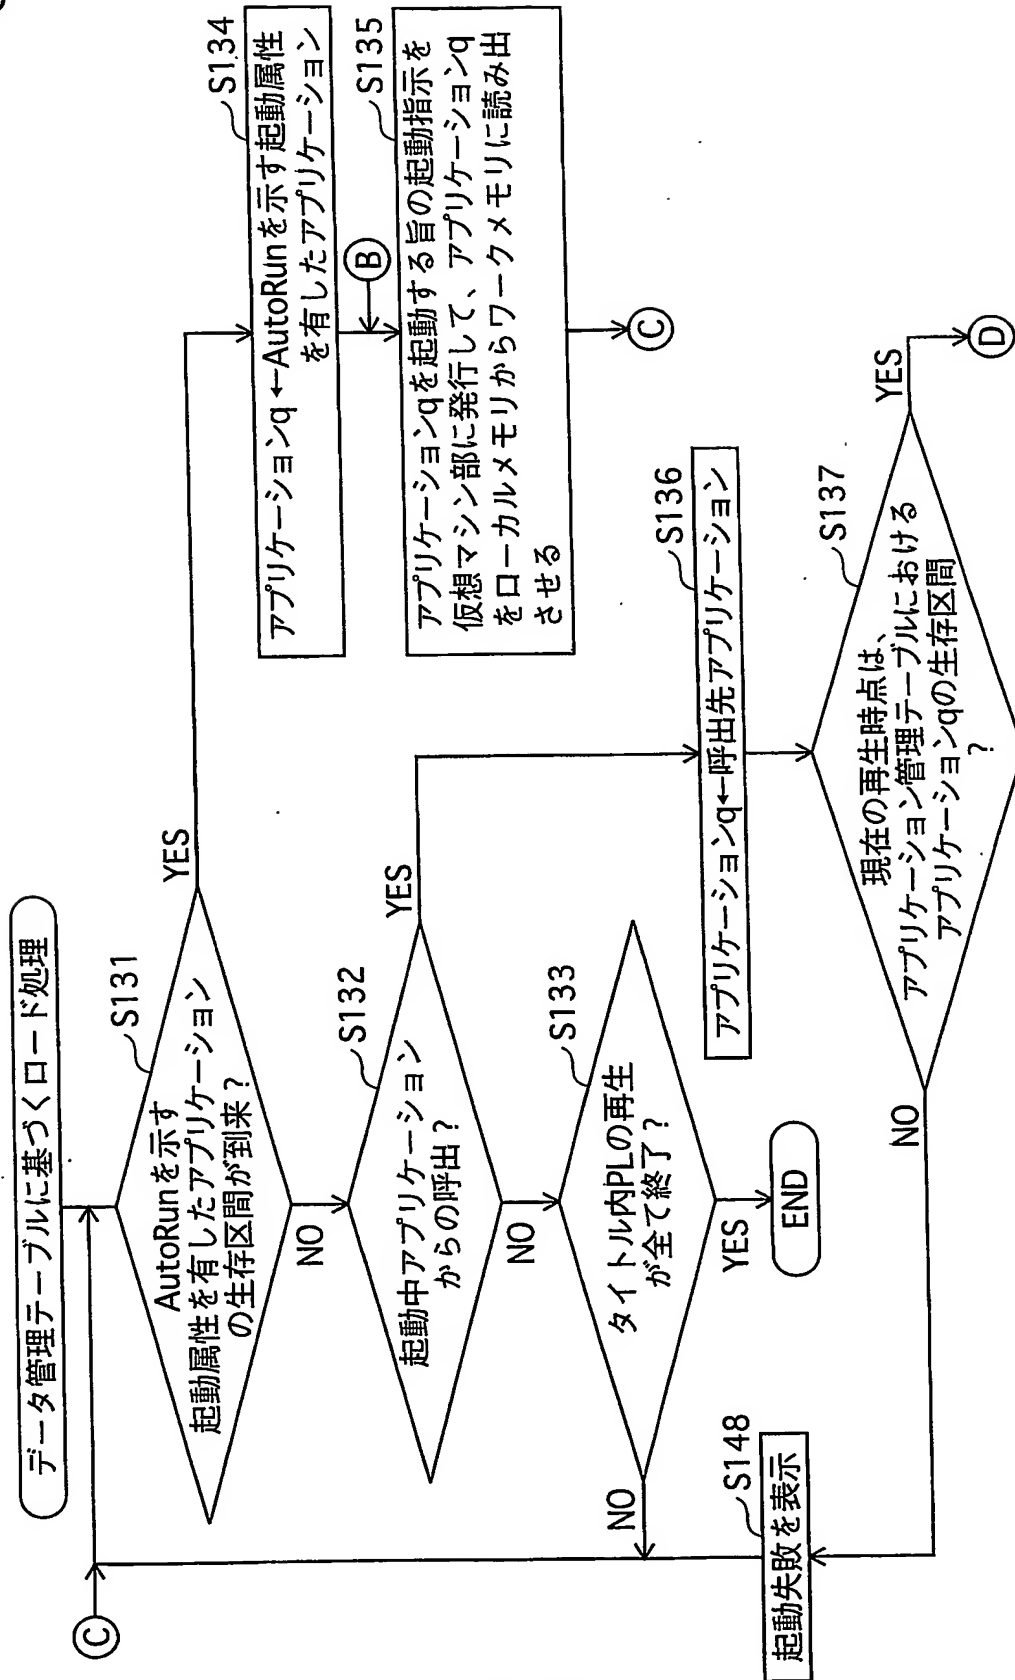 データ管理テーブルに基づくロード処理
C
S131
AutoRunを示す
起動属性を有したアプリケーション
の生存区間が到来?
YES
NO
S132
起動中アプリケーション
からの呼出?
YES
NO
S133
タイトル内PLの再生
が全て終了?
NO
YES
END
S134
アプリケーションq←AutoRunを示す起動属性
を有したアプリケーション
B
S135
アプリケーションqを起動する旨の起動指示を
仮想マシン部に発行して、アプリケーションq
をローカルメモリからワークメモリに読み出
させる
C
S136
アプリケーションq←呼出先アプリケーション
S137
現在の再生時点は、
アプリケーション管理テーブルにおける
アプリケーションqの生存区間
?
YES
D
NO
S148
起動失敗を表示